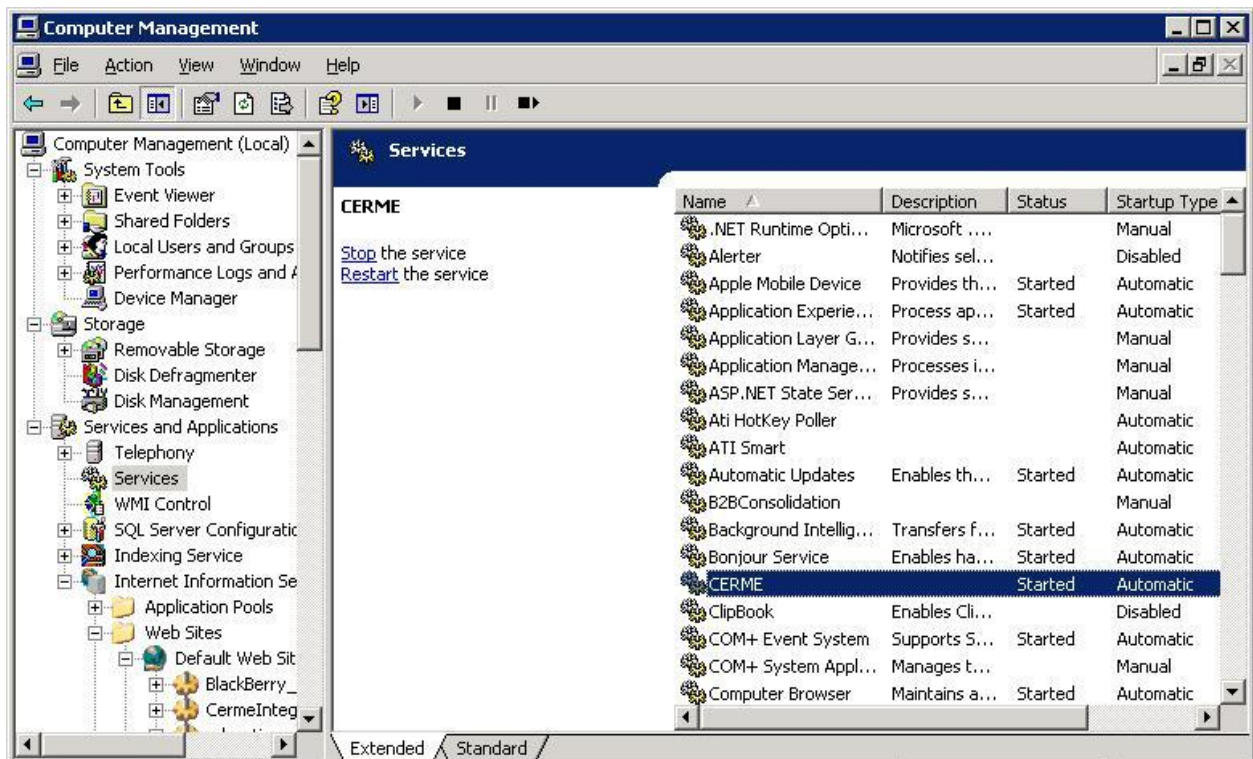 Computer Management
File Action View Window Help
Computer Management (Local)
System Tools
Event Viewer
Shared Folders
Local Users and Groups
Performance Logs and A
Device Manager
Storage
Removable Storage
Disk Defragmenter
Disk Management
Services and Applications
Telephony
Services
WMI Control
SQL Server Configuratic
Indexing Service
Internet Information Se
Application Pools
Web Sites
Default Web Sit
BlackBerry_
CermeInteg
Services
CERME
Stop the service
Restart the service
Name Description Status Startup Type
.NET Runtime Opti... Microsoft .... Manual
Alerter Notifies sel... Disabled
Apple Mobile Device Provides th... Started Automatic
Application Experie... Process ap... Started Automatic
Application Layer G... Provides s... Manual
Application Manage... Processes i... Manual
ASP.NET State Ser... Provides s... Manual
Ati HotKey Poller Automatic
ATI Smart Automatic
Automatic Updates Enables th... Started Automatic
B2BConsolidation Manual
Background Intellig... Transfers f... Started Automatic
Bonjour Service Enables ha... Started Automatic
CERME Started Automatic
ClipBook Enables Cli... Disabled
COM+ Event System Supports S... Started Automatic
COM+ System Appl... Manages t... Manual
Computer Browser Maintains a... Started Automatic
Extended Standard